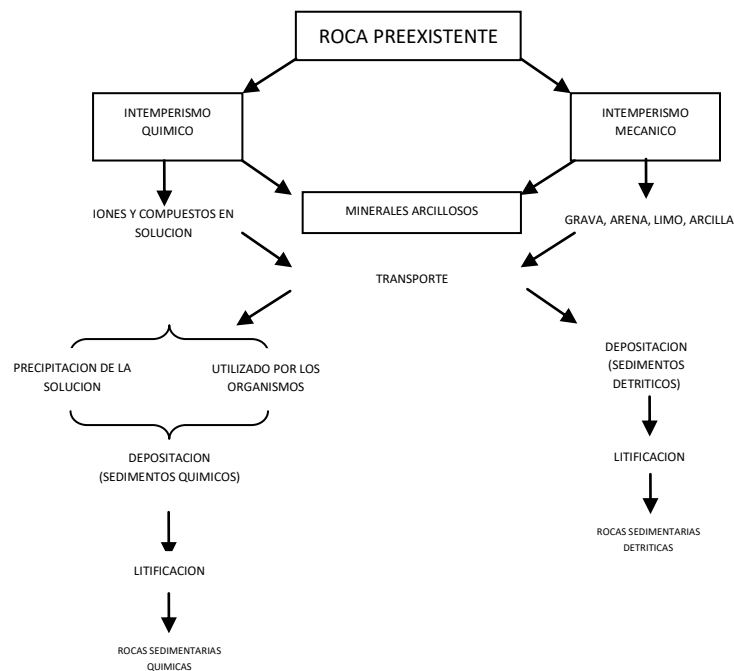 ROCA PREEXISTENTE
INTEMPERISMO
QUIMICO
INTEMPERISMO
MECANICO
IONES Y COMPUESTOS EN
SOLUCION
MINERALES ARCILLOSOS
GRAVA, ARENA, LIMO, ARCILLA
TRANSPORTE
PRECIPITACION DE LA
SOLUCION
UTILIZADO POR LOS
ORGANISMOS
DEPOSITACION
(SEDIMENTOS
DETRITICOS)
DEPOSITACION
(SEDIMENTOS QUIMICOS)
LITIFICACION
ROCAS SEDIMENTARIAS
DETRITICAS
LITIFICACION
ROCAS SEDIMENTARIAS
QUIMICAS